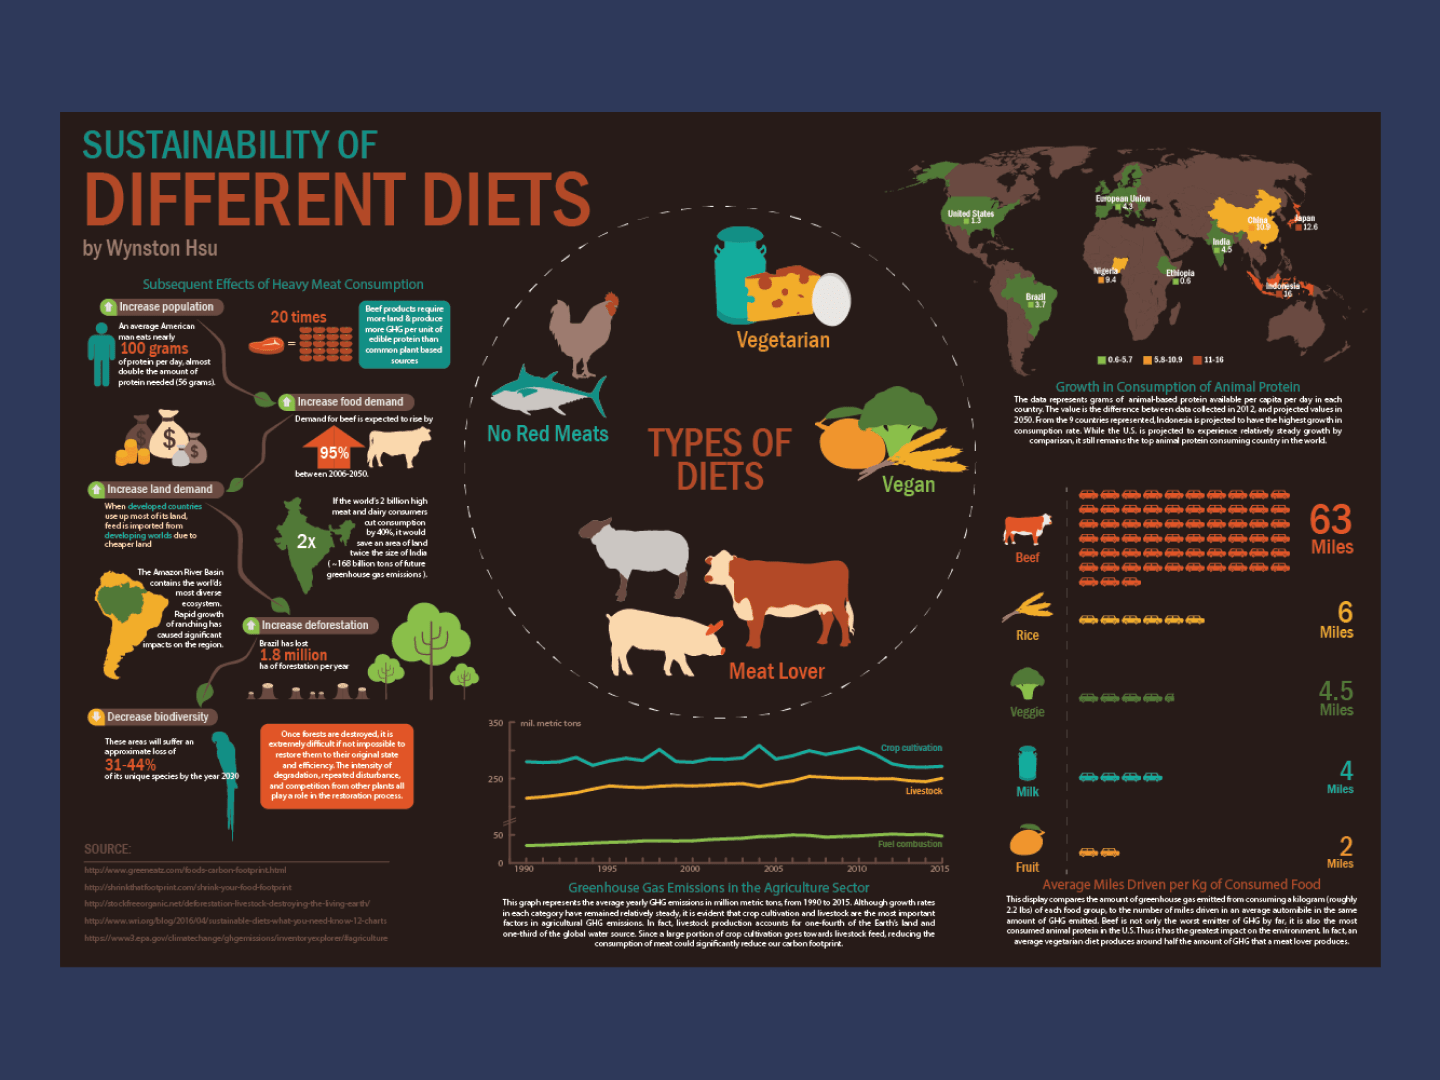 SUSTAINABILITY OF
DIFFERENT DIETS
by Wynston Hsu
Subsequent Effects of Heavy Meat Consumption
Increase population
An average American
man eats nearly
100 grams
of protein per day, almost
double the amount of
protein needed (56 grams).
20 times
=
Beef products require
more land & produce
more GHG per unit of
edible protein than
common plant based
sources
Increase food demand
Demand for beef is expected to rise by
95%
between 2006-2050.
$
$
$
Increase land demand
When developed countries
use up most of its land,
feed is imported from
developing worlds due to
cheaper land
2x
If the world's 2 billion high
meat and dairy consumers
cut consumption
by 40%, it would
save an area of land
twice the size of India
(~168 billion tons of future
greenhouse gas emissions).
The Amazon River Basin
contains the worl'ds
most diverse
ecosystem.
Rapid growth
of ranching has
caused significant
impacts on the region.
Increase deforestation
Brazil has lost
1.8 million
ha of forestation per year
Decrease biodiversity
These areas will suffer an
approximate loss of
31-44%
of its unique species by the year 2030
Once forests are destroyed, it is
extremely difficult if not impossible to
restore them to their original state
and efficiency. The intensity of
degradation, repeated disturbance,
and competition from other plants all
play a role in the restoration process.
SOURCE:
http://www.greeneatz.com/foods-carbon-footprint.html
http://shrinkthatfootprint.com/shrink-your-food-footprint
http://stockfreeorganic.net/deforestation-livestock-destroying-the-living-earth/
http://www.wri.org/blog/2016/04/sustainable-diets-what-you-need-know-12-charts
https://www3.epa.gov/climatechange/ghgemissions/inventoryexplorer/#agriculture
Vegetarian
No Red Meats
TYPES OF
DIETS
Vegan
Meat Lover
350
mil. metric tons
Crop cultivation
250
Livestock
50
Fuel combustion
0
1990
1995
2000
2005
2010
2015
Greenhouse Gas Emissions in the Agriculture Sector
This graph represents the average yearly GHG emissions in million metric tons, from 1990 to 2015. Although growth rates
in each category have remained relatively steady, it is evident that crop cultivation and livestock are the most important
factors in agricultural GHG emissions. In fact, livestock production accounts for one-fourth of the Earth's land and
one-third of the global water source. Since a large portion of crop cultivation goes towards livestock feed, reducing the
consumption of meat could significantly reduce our carbon footprint.
United States
1.3
European Union
4.3
China
10.9
Japan
12.6
India
4.5
Nigeria
9.4
Ethiopia
0.6
Indonesia
16
Brazil
3.7
0.6-5.7
5.8-10.9
11-16
Growth in Consumption of Animal Protein
The data represents grams of animal-based protein available per capita per day in each
country. The value is the difference between data collected in 2012, and projected values in
2050. From the 9 countries represented, Indonesia is projected to have the highest growth in
consumption rate. While the U.S. is projected to experience relatively steady growth by
comparison, it still remains the top animal protein consuming country in the world.
Beef
63
Miles
Rice
6
Miles
Veggie
4.5
Miles
Milk
4
Miles
Fruit
2
Miles
Average Miles Driven per Kg of Consumed Food
This display compares the amount of greenhouse gas emitted from consuming a kilogram (roughly
2.2 lbs) of each food group, to the number of miles driven in an average automibile in the same
amount of GHG emitted. Beef is not only the worst emitter of GHG by far, it is also the most
consumed animal protein in the U.S. Thus it has the greatest impact on the environment. In fact, an
average vegetarian diet produces around half the amount of GHG that a meat lover produces.